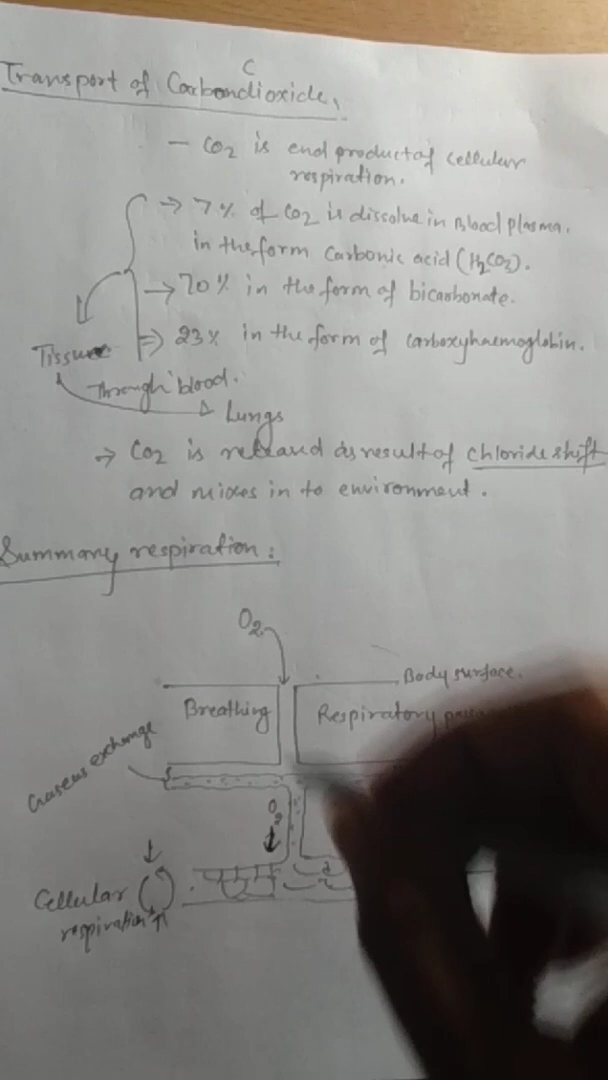 C
Transport of Carbondioxide,
– CO2 is end product of cellular
respiration.
→ 7% of CO2 is dissolve in Blood plasma.
in the form Carbonic acid (H2CO3).
→ 70% in the form of bicarbonate.
⇒ 23% in the form of carboxyhaemoglobin.
Tissue
Through blood.
Lungs
→ CO2 is as result of chloride shift
and mixes in to environment.
Summary respiration:
O2
Body surface.
Breathing
Respiratory
Gaseous exchange
O2
Cellular
respiration